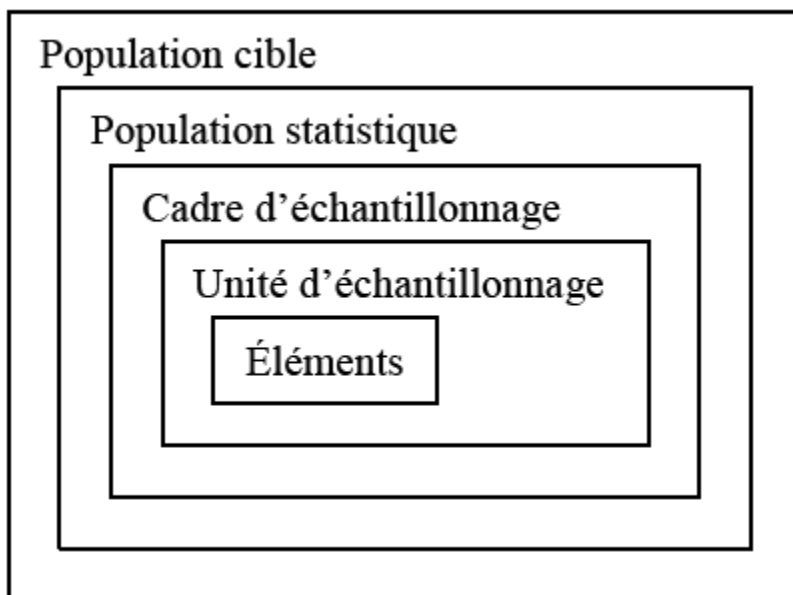 Population cible
Population statistique
Cadre d’échantillonnage
Unité d’échantillonnage
Éléments